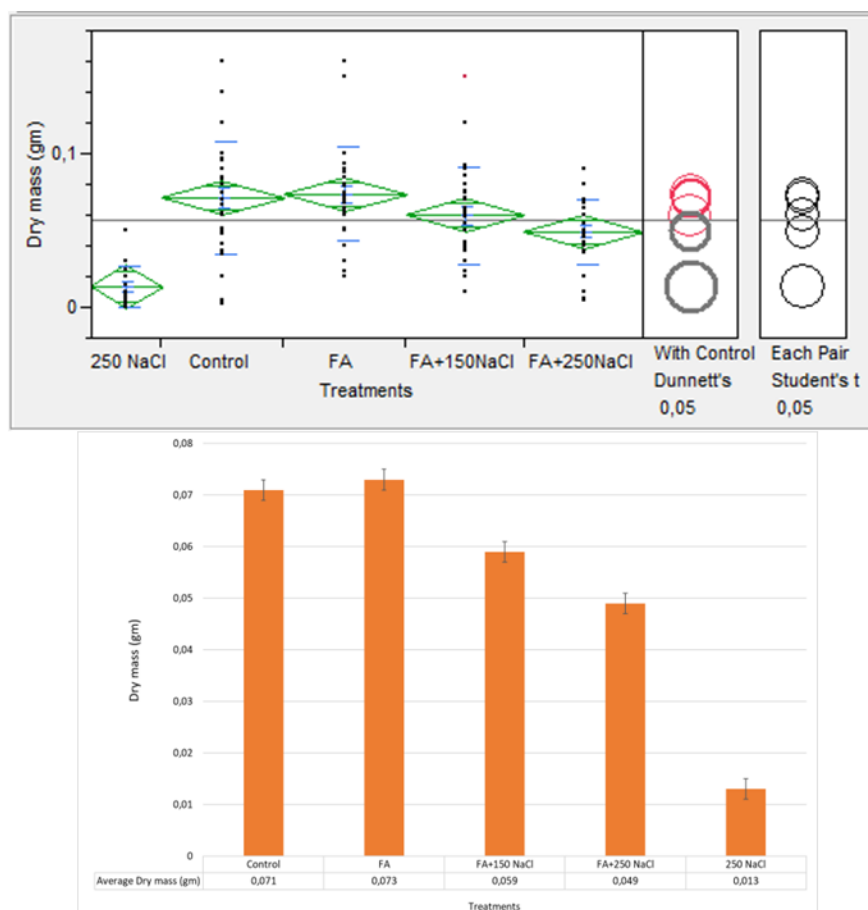 Dry mass (gm)
0,1
0
250 NaCl Control FA FA+150NaCl FA+250NaCl
Treatments
With Control
Dunnett's
0,05
Each Pair
Student's t
0,05
0,08
0,07
0,06
0,05
0,04
0,03
0,02
0,01
0
Dry mass (gm)
Control FA FA+150 NaCl FA+250 NaCl 250 NaCl
Average Dry mass (gm) 0,071 0,073 0,059 0,049 0,013
Treatments